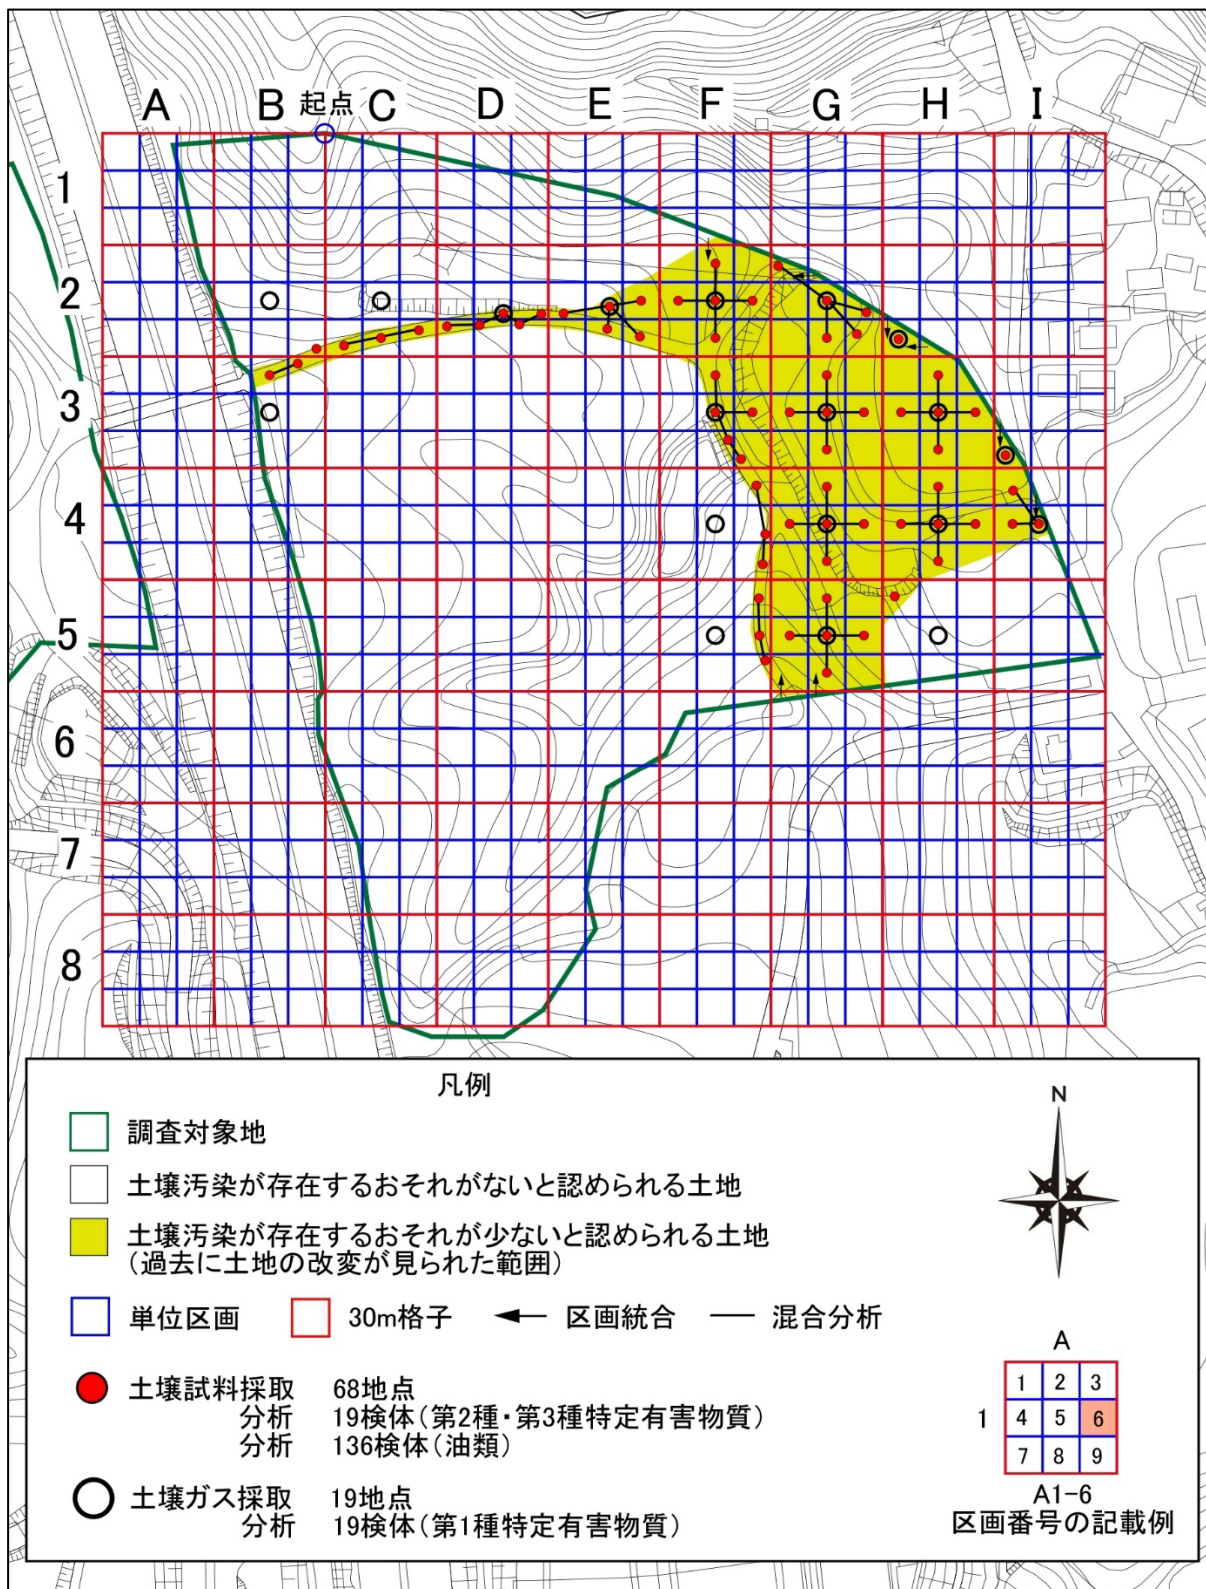 A B 起点 C D E F G H I
1
2
3
4
5
6
7
8
凡例
調査対象地
土壌汚染が存在するおそれがないと認められる土地
土壌汚染が存在するおそれが少ないと認められる土地
(過去に土地の改変が見られた範囲)
単位区画 30m格子 区画統合 混合分析
土壌試料採取 68地点
分析 19検体(第2種・第3種特定有害物質)
分析 136検体(油類)
土壌ガス採取 19地点
分析 19検体(第1種特定有害物質)
N
A
1 2 3
1 4 5 6
7 8 9
A1-6
区画番号の記載例